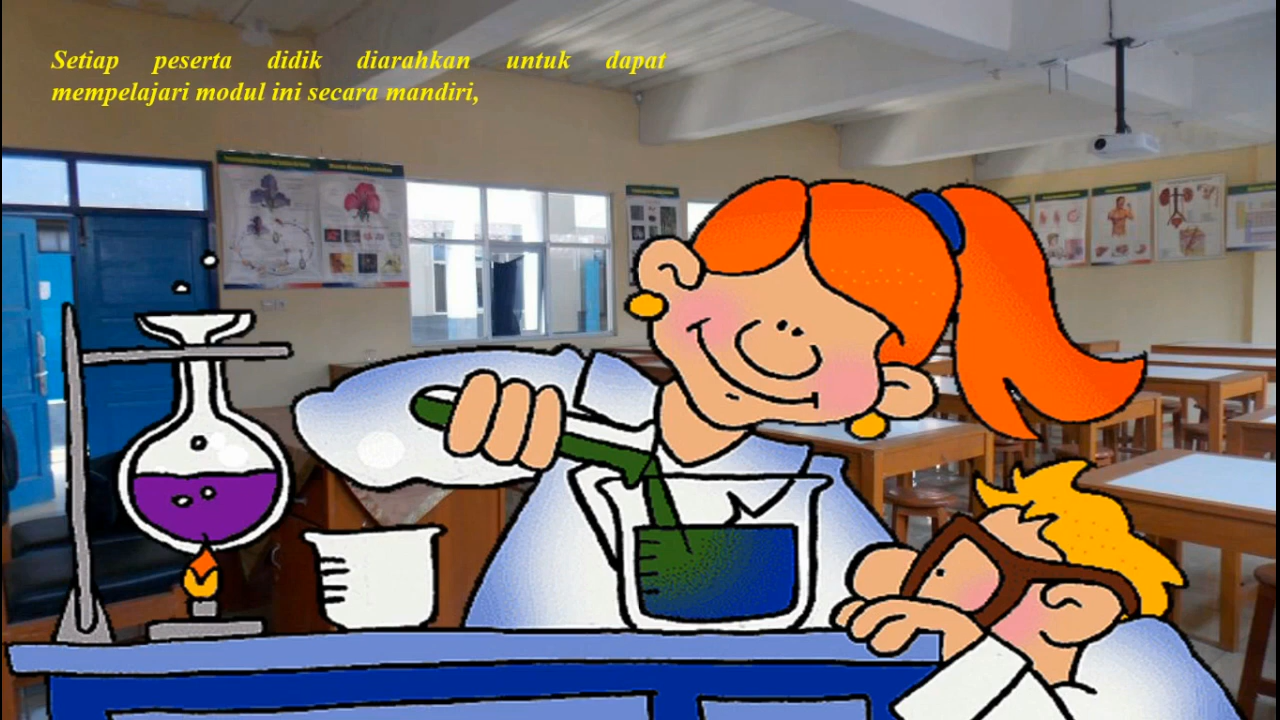 Setiap peserta didik diarahkan untuk dapat
mempelajari modul ini secara mandiri,